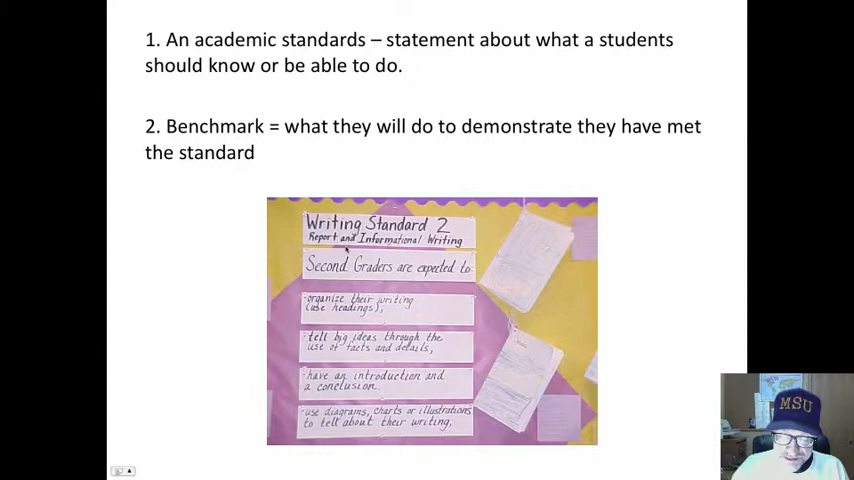 1. An academic standards – statement about what a students
should know or be able to do.
2. Benchmark = what they will do to demonstrate they have met
the standard
Writing Standard 2
Report and Informational Writing
Second Graders are expected to:
·organize their writing
(use headings),
·tell big ideas through the
use of facts and details,
·have an introduction and
a conclusion.
·use diagrams, charts or illustrations
to tell about their writing,
MSU